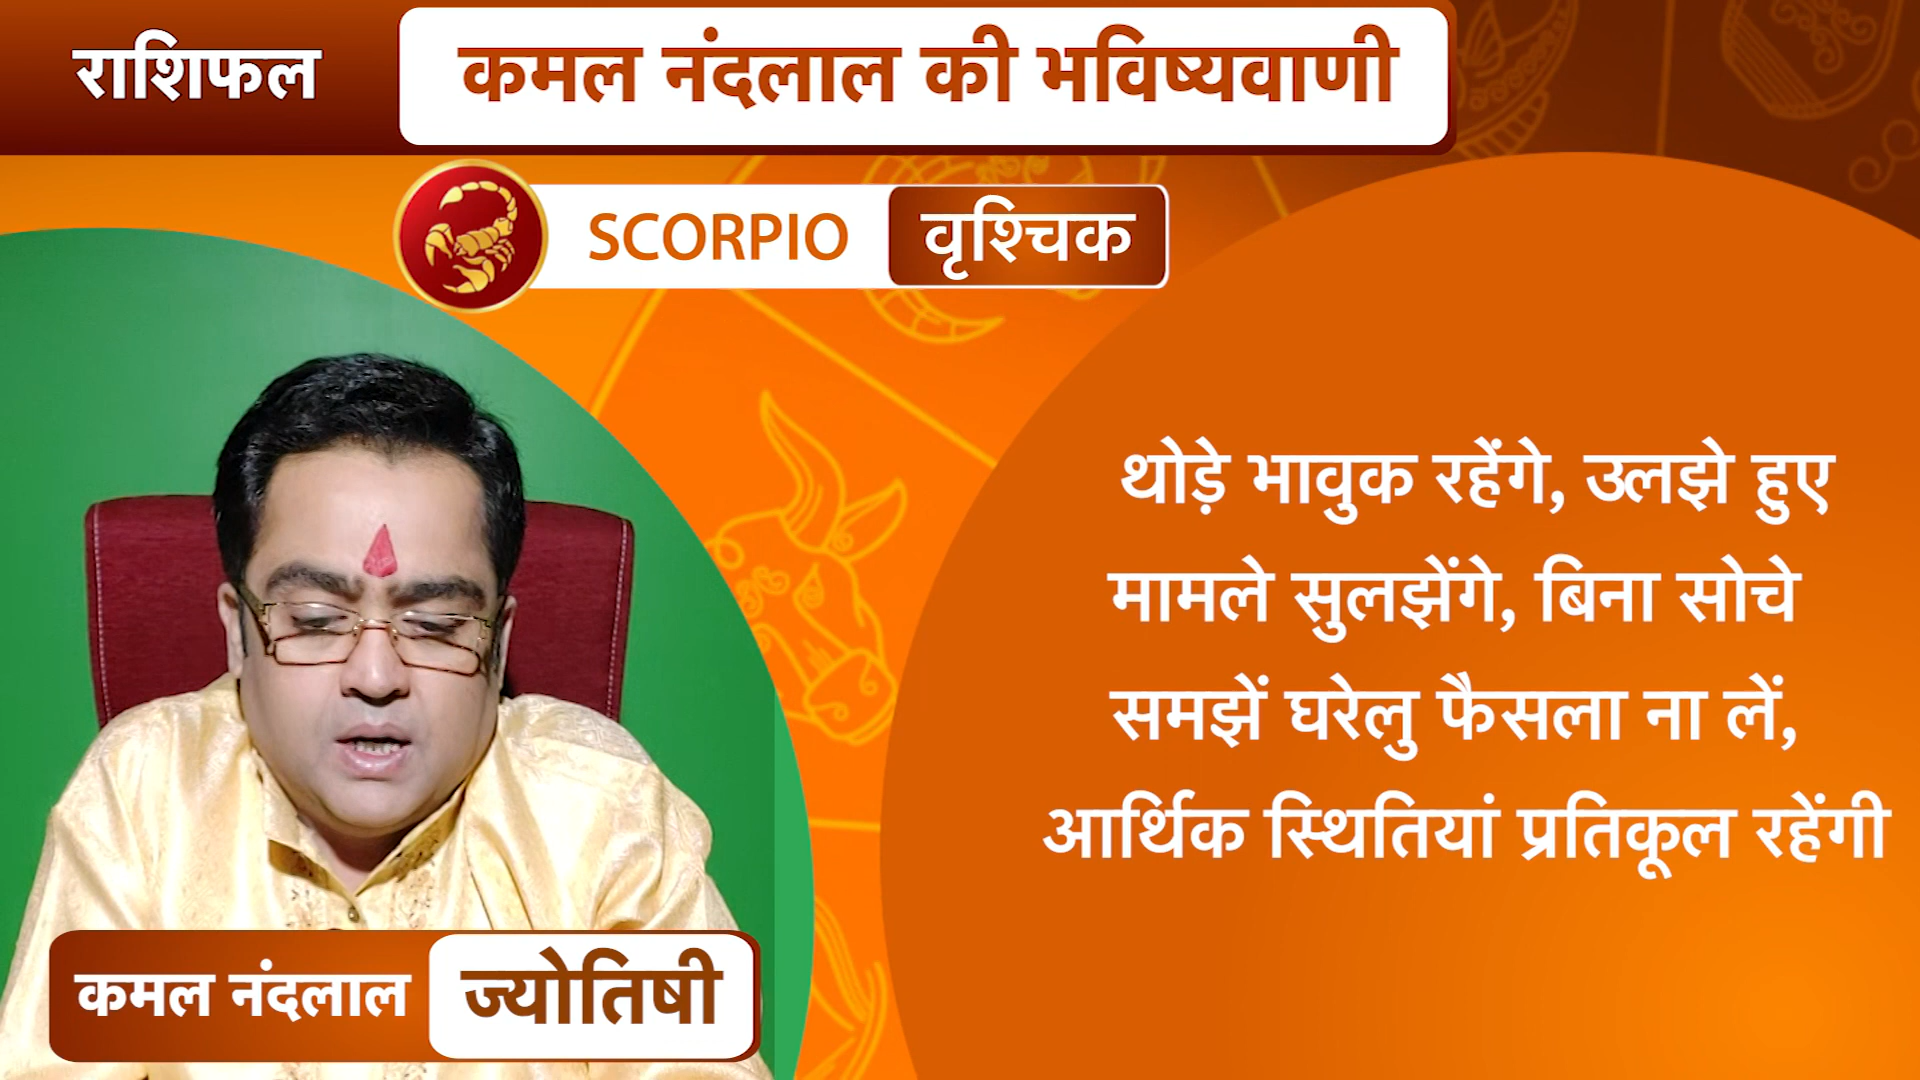 राशिफल
कमल नंदलाल की भविष्यवाणी
SCORPIO
वृश्चिक
थोड़े भावुक रहेंगे, उलझे हुए
मामले सुलझेंगे, बिना सोचे
समझें घरेलु फैसला ना लें,
आर्थिक स्थितियां प्रतिकूल रहेंगी
कमल नंदलाल
ज्योतिषी